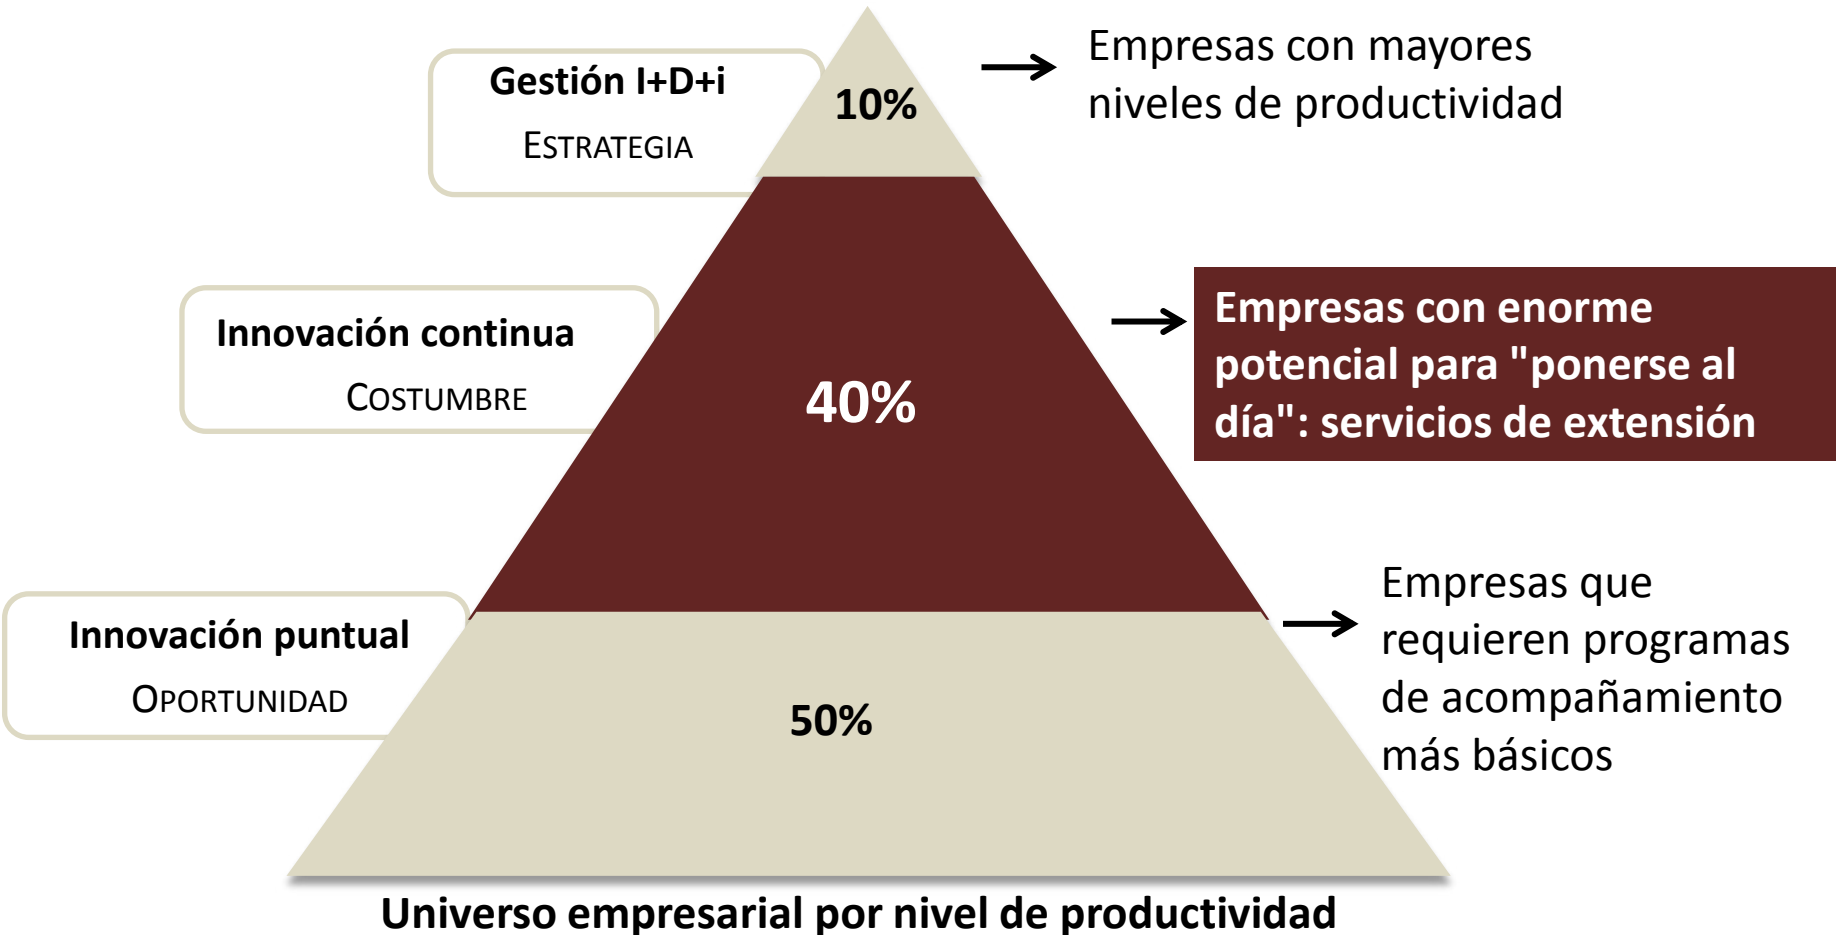 Gestión I+D+i
ESTRATEGIA
10%
Empresas con mayores
niveles de productividad
Innovación continua
COSTUMBRE
40%
Empresas con enorme
potencial para "ponerse al
día": servicios de extensión
Innovación puntual
OPORTUNIDAD
50%
Empresas que
requieren programas
de acompañamiento
más básicos
Universo empresarial por nivel de productividad